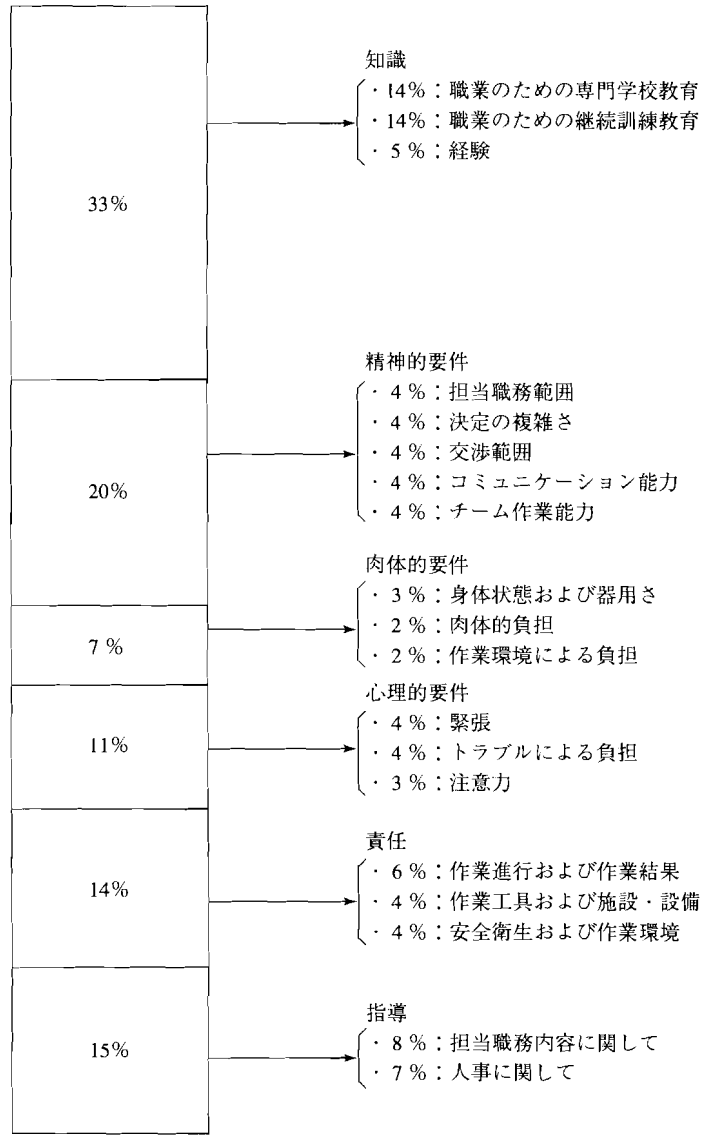 知識
・14%：職業のための専門学校教育
・14%：職業のための継続訓練教育
・5%：経験
33%
精神的要件
・4%：担当職務範囲
・4%：決定の複雑さ
・4%：交渉範囲
・4%：コミュニケーション能力
・4%：チーム作業能力
20%
肉体的要件
・3%：身体状態および器用さ
・2%：肉体的負担
・2%：作業環境による負担
7%
心理的要件
・4%：緊張
・4%：トラブルによる負担
・3%：注意力
11%
責任
・6%：作業進行および作業結果
・4%：作業工具および施設・設備
・4%：安全衛生および作業環境
14%
指導
・8%：担当職務内容に関して
・7%：人事に関して
15%